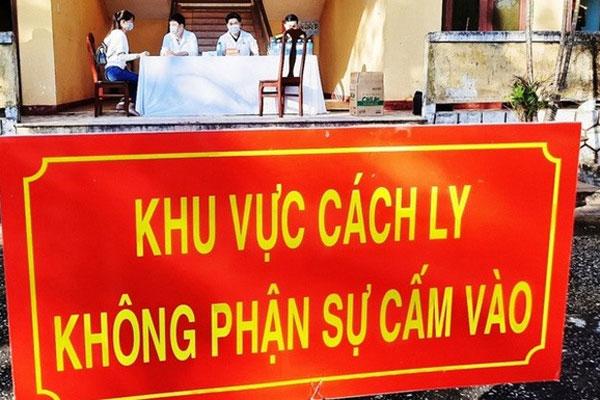 KHU VỰC CÁCH LY
KHÔNG PHẬN SỰ CẤM VÀO